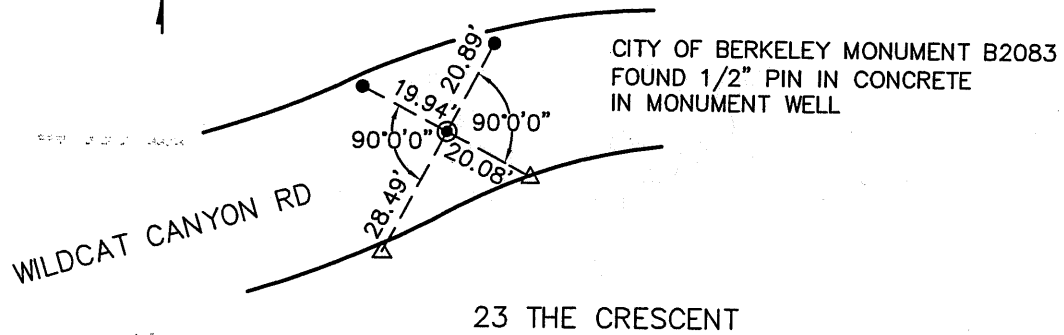 20.89'
CITY OF BERKELEY MONUMENT B2083
FOUND 1/2" PIN IN CONCRETE
IN MONUMENT WELL
19.94'
90°0'0"
90°0'0"
20.08'
28.49'
WILDCAT CANYON RD
23 THE CRESCENT